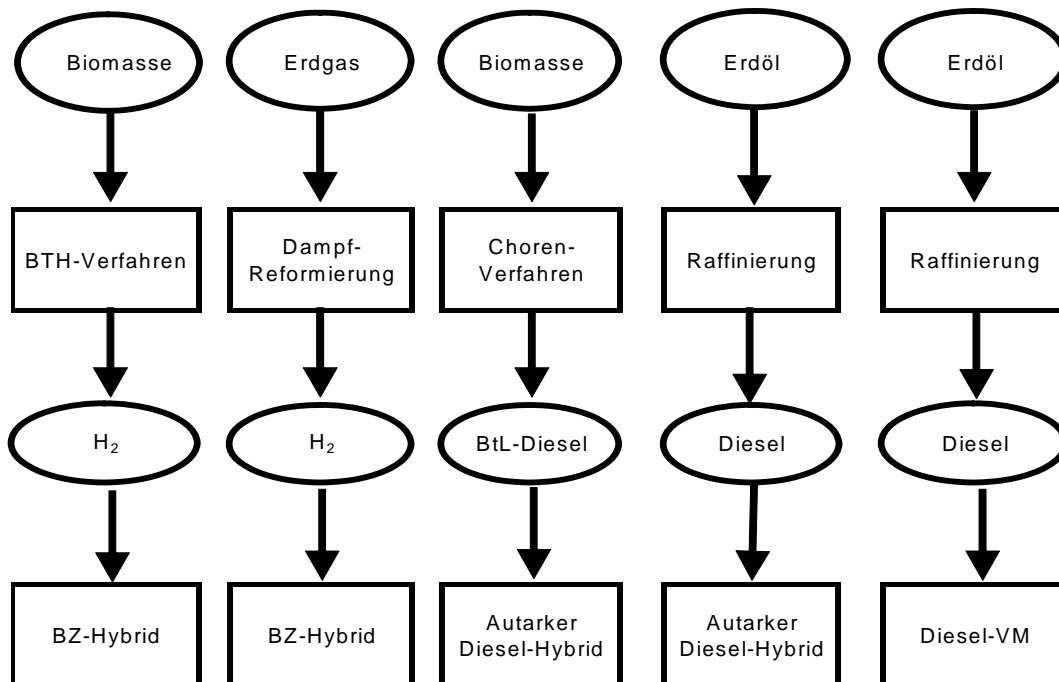 Biomasse
Erdgas
Biomasse
Erdöl
Erdöl
BTH-Verfahren
Dampf-
Reformierung
Choren-
Verfahren
Raffinierung
Raffinierung
H₂
H₂
BtL-Diesel
Diesel
Diesel
BZ-Hybrid
BZ-Hybrid
Autarker
Diesel-Hybrid
Autarker
Diesel-Hybrid
Diesel-VM